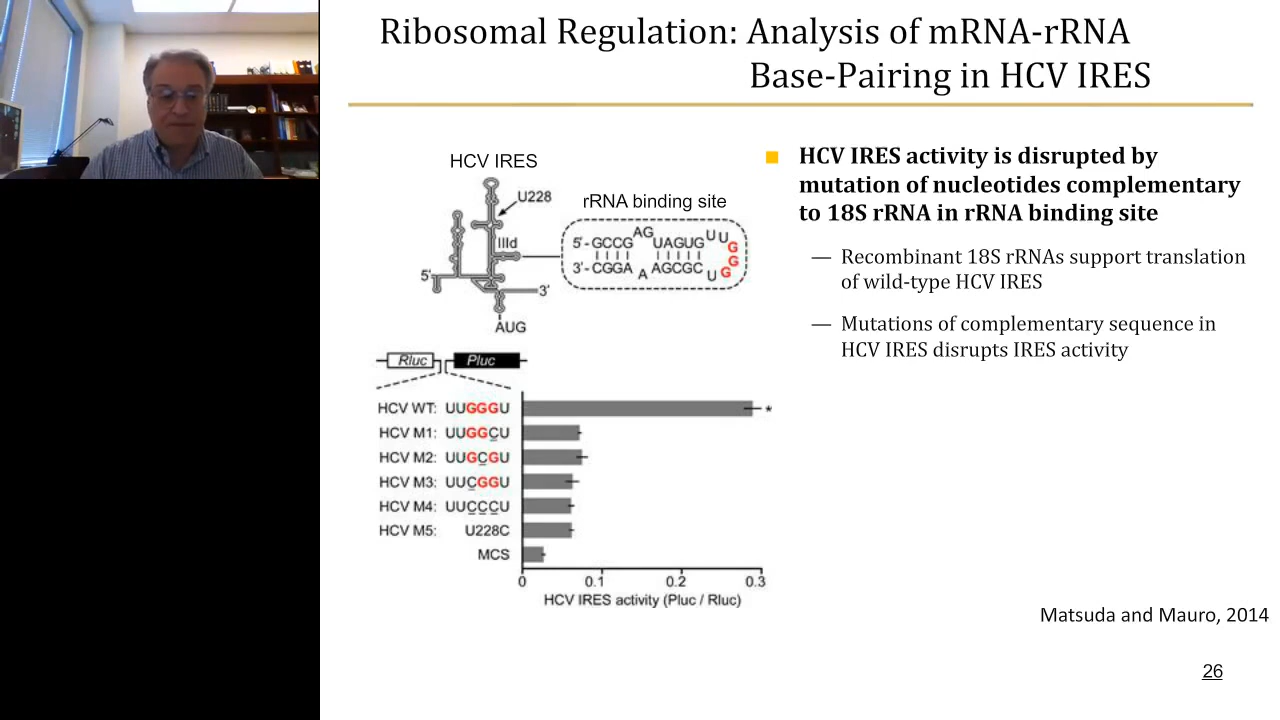 Ribosomal Regulation: Analysis of mRNA-rRNA
Base-Pairing in HCV IRES
HCV IRES
U228
IIId
5'
3'
AUG
rRNA binding site
5'-GCCG AG UAGUG U U G
G
3'-CGGA A AGCGC U G
■ HCV IRES activity is disrupted by
mutation of nucleotides complementary
to 18S rRNA in rRNA binding site
— Recombinant 18S rRNAs support translation
of wild-type HCV IRES
— Mutations of complementary sequence in
HCV IRES disrupts IRES activity
Rluc Pluc
HCV WT: UUGGGU *
HCV M1: UUGGCU
HCV M2: UUGCGU
HCV M3: UUCGGU
HCV M4: UUCCCU
HCV M5: U228C
MCS
0 0.1 0.2 0.3
HCV IRES activity (Pluc / Rluc)
Matsuda and Mauro, 2014
26